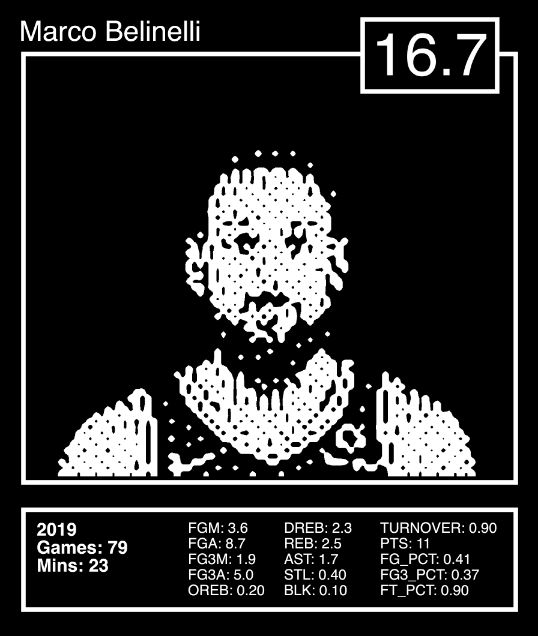 Marco Belinelli
16.7
2019
Games: 79
Mins: 23
FGM: 3.6
FGA: 8.7
FG3M: 1.9
FG3A: 5.0
OREB: 0.20
DREB: 2.3
REB: 2.5
AST: 1.7
STL: 0.40
BLK: 0.10
TURNOVER: 0.90
PTS: 11
FG_PCT: 0.41
FG3_PCT: 0.37
FT_PCT: 0.90